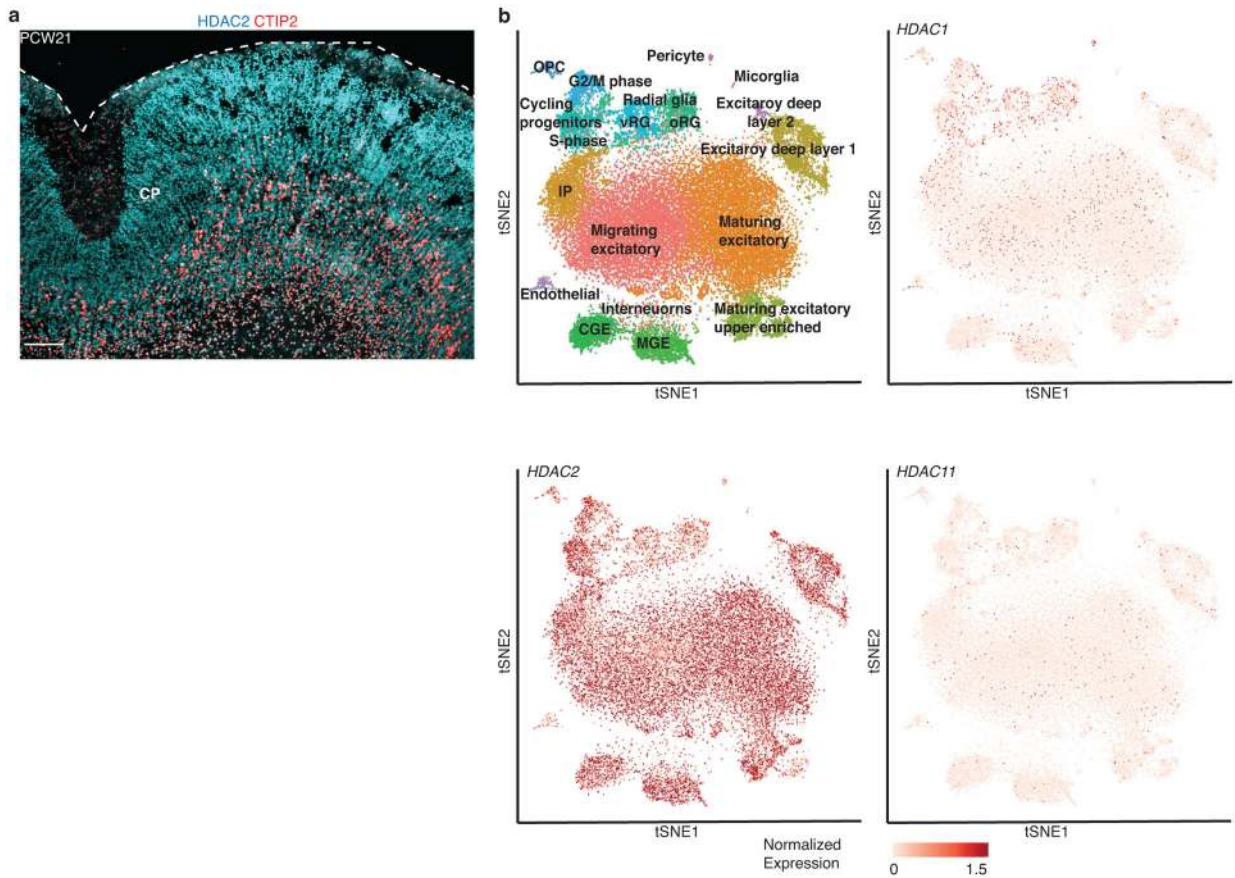 a
HDAC2 CTIP2
PCW21
CP
b
OPC
G2/M phase
Pericyte
Micorglia
Cycling
progenitors
S-phase
Radial glia
vRG oRG
Excitaroy deep
layer 2
Excitaroy deep layer 1
IP
Migrating
excitatory
Maturing
excitatory
Endothelial
Interneuorns
CGE
MGE
Maturing excitatory
upper enriched
tSNE2
tSNE1
HDAC1
tSNE2
tSNE1
HDAC2
tSNE2
tSNE1
HDAC11
tSNE2
tSNE1
Normalized
Expression
0 1.5